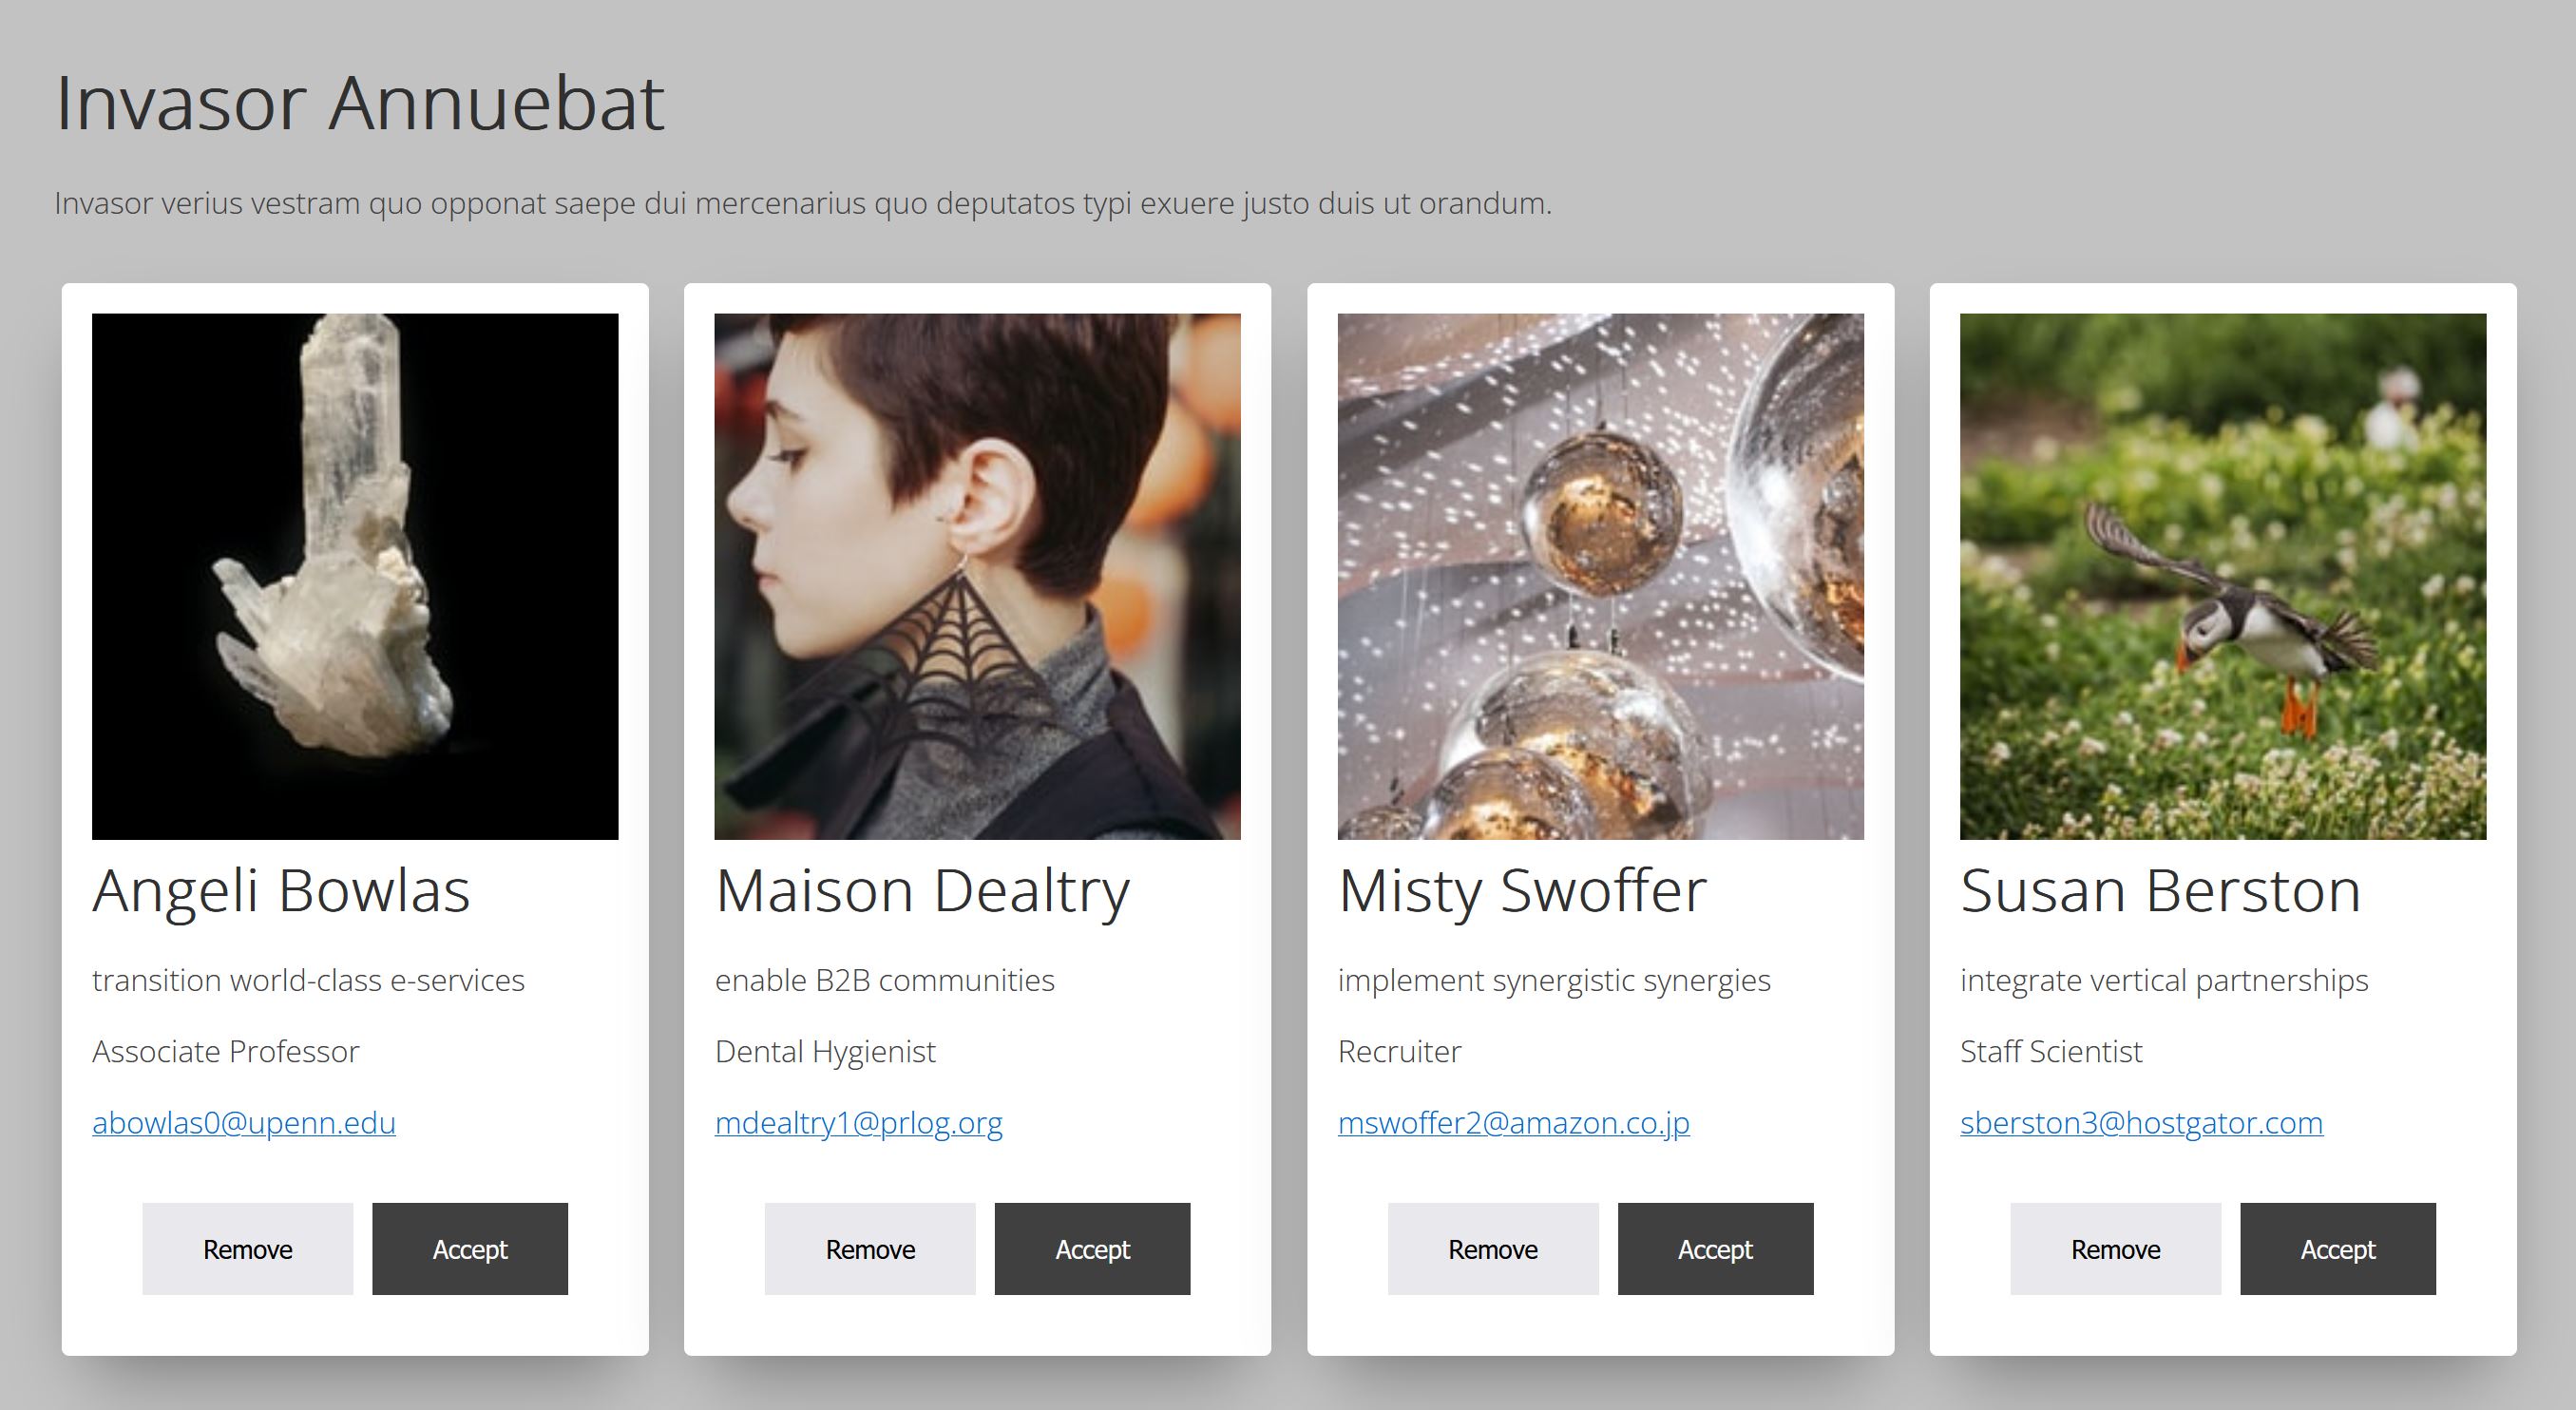 Invasor Annuebat
Invasor verius vestram quo opponat saepe dui mercenarius quo deputatos typi exuere justo duis ut orandum.
Angeli Bowlas
transition world-class e-services
Associate Professor
abowlas0@upenn.edu
Remove
Accept
Maison Dealtry
enable B2B communities
Dental Hygienist
mdealtry1@prlog.org
Remove
Accept
Misty Swoffer
implement synergistic synergies
Recruiter
mswoffer2@amazon.co.jp
Remove
Accept
Susan Berston
integrate vertical partnerships
Staff Scientist
sberston3@hostgator.com
Remove
Accept